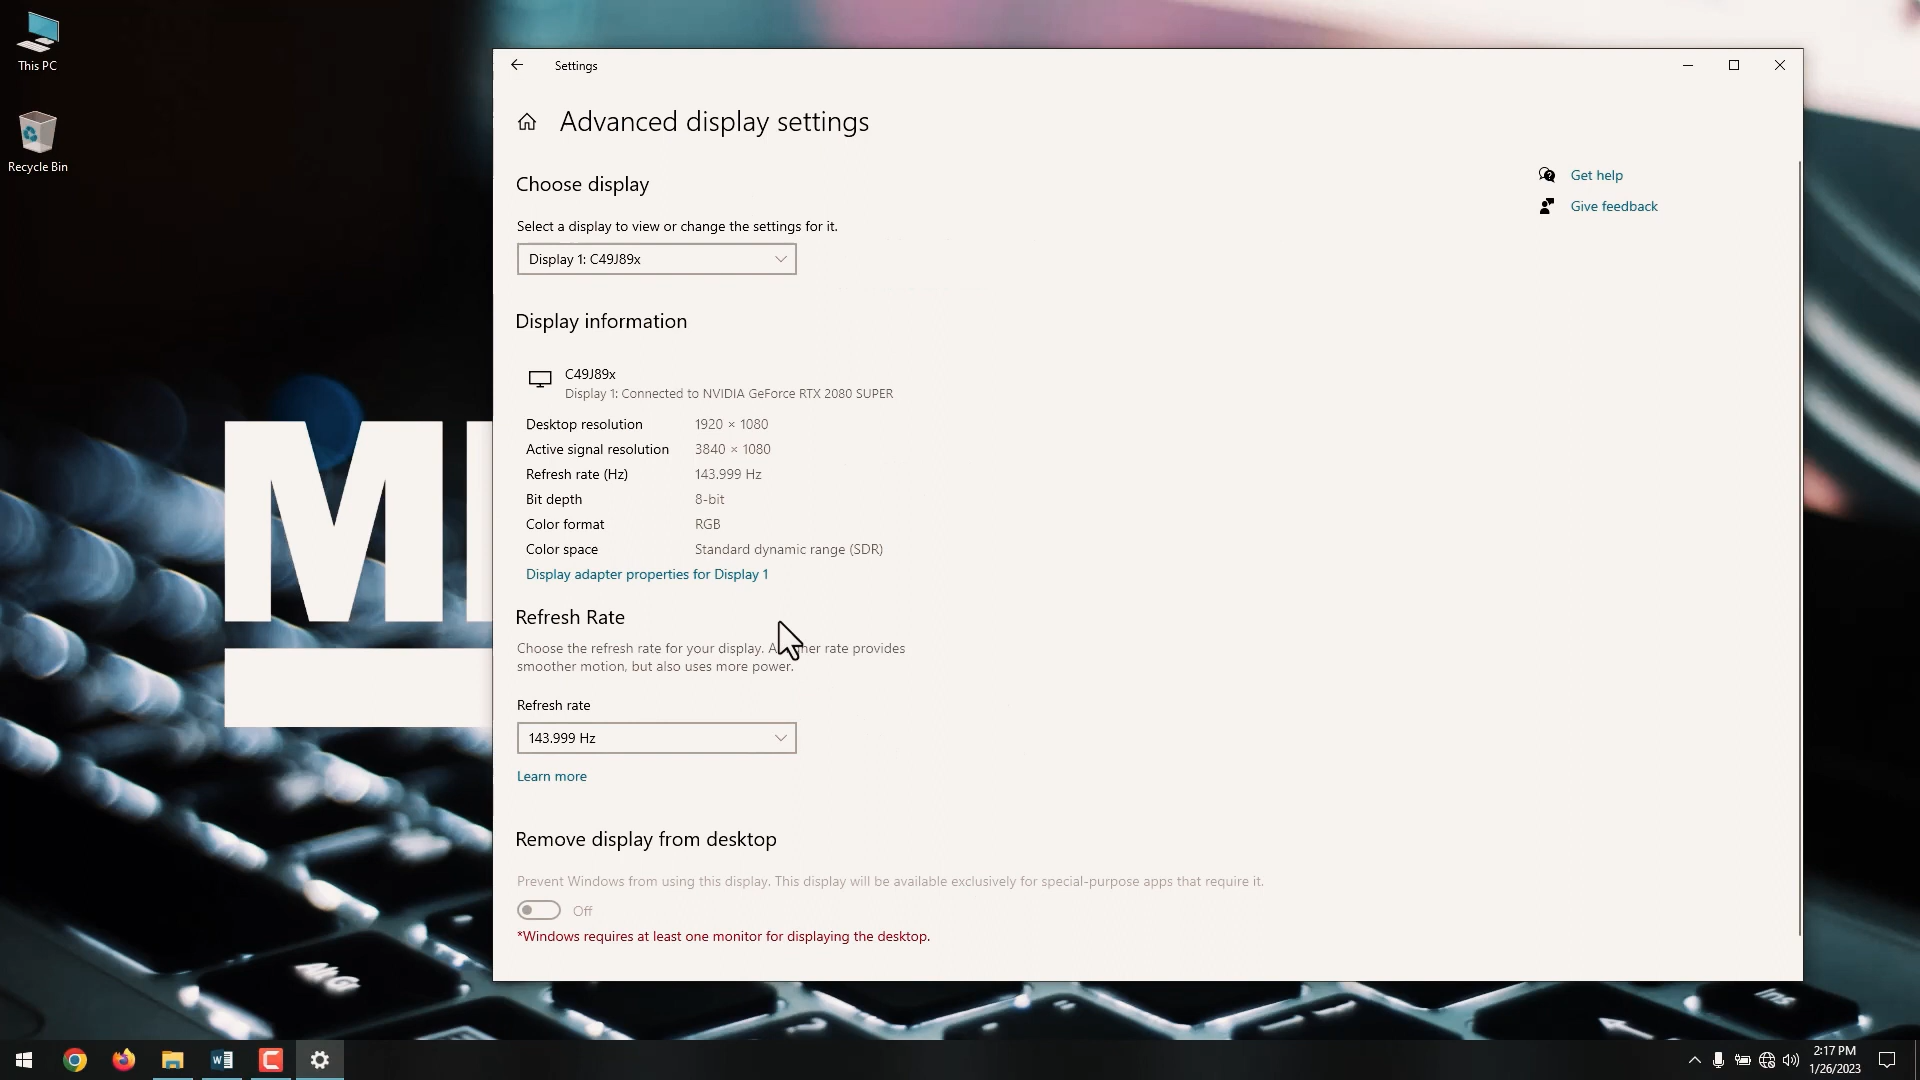 This PC
Recycle Bin
Settings
Advanced display settings
Choose display
Select a display to view or change the settings for it.
Display 1: C49J89x
Get help
Give feedback
Display information
C49J89x
Display 1: Connected to NVIDIA GeForce RTX 2080 SUPER
Desktop resolution 1920 × 1080
Active signal resolution 3840 × 1080
Refresh rate (Hz) 143.999 Hz
Bit depth 8-bit
Color format RGB
Color space Standard dynamic range (SDR)
Display adapter properties for Display 1
Refresh Rate
Choose the refresh rate for your display. A rate provides
smoother motion, but also uses more power.
Refresh rate
143.999 Hz
Learn more
Remove display from desktop
Prevent Windows from using this display. This display will be available exclusively for special-purpose apps that require it.
Off
*Windows requires at least one monitor for displaying the desktop.
M
Alt Gr
Ins
2:17 PM
1/26/2023